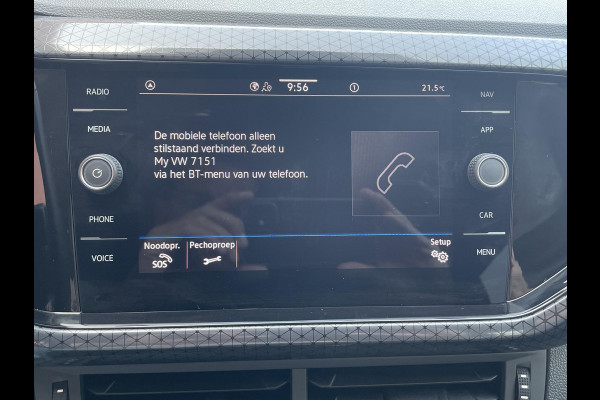 RADIO
MEDIA
PHONE
VOICE
9:56
21.5°C
De mobiele telefoon alleen
stilstaand verbinden. Zoekt u
My VW 7151
via het BT-menu van uw telefoon.
Noodopr.
SOS
Pechoproep
Setup
NAV
APP
CAR
MENU